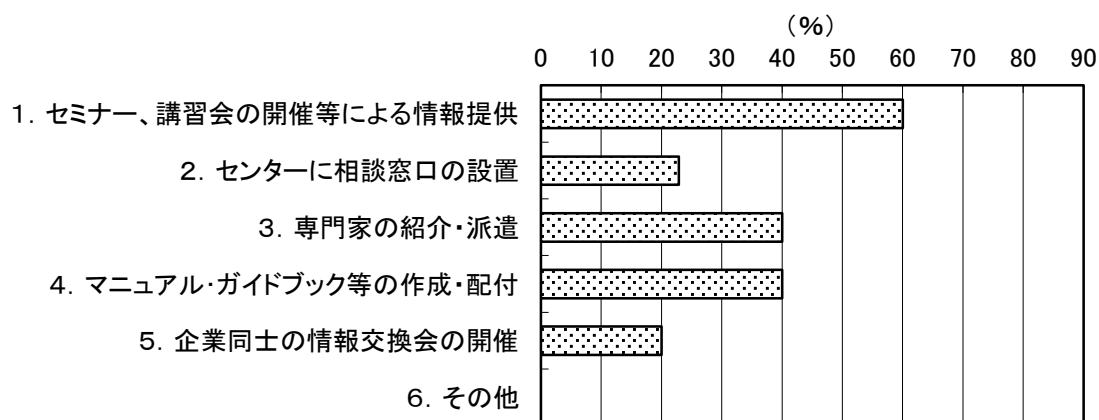 （%）
0 10 20 30 40 50 60 70 80 90
１．セミナー、講習会の開催等による情報提供
２．センターに相談窓口の設置
３．専門家の紹介・派遣
４．マニュアル・ガイドブック等の作成・配付
５．企業同士の情報交換会の開催
６．その他